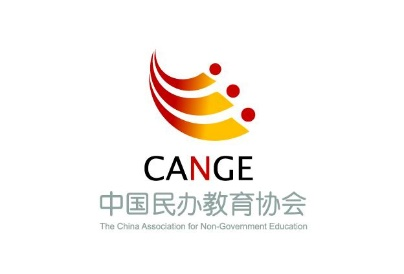 CANGE
中国民办教育协会
The China Association for Non-Government Education